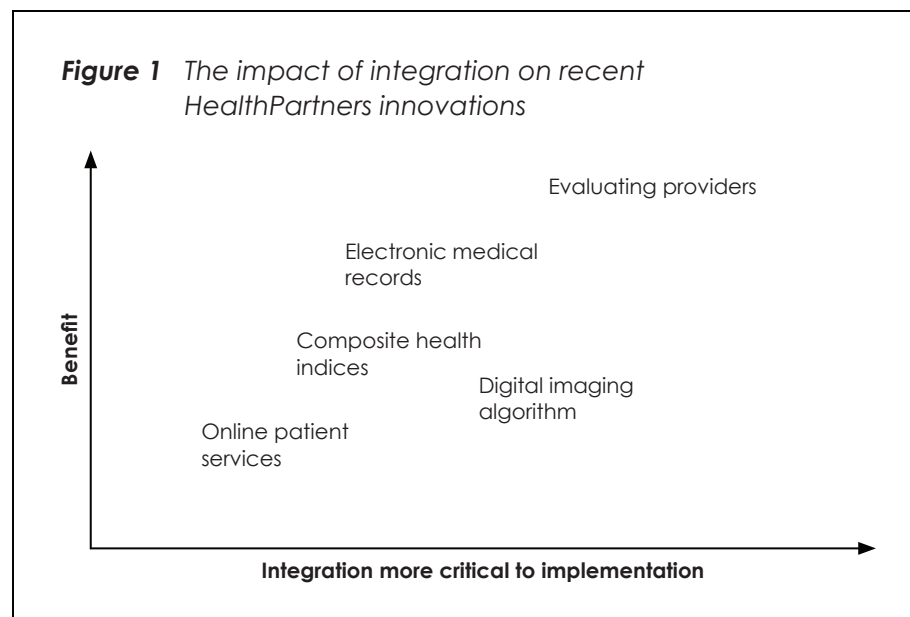 Figure 1 The impact of integration on recent
HealthPartners innovations
Evaluating providers
Electronic medical
records
Composite health
indices
Digital imaging
algorithm
Online patient
services
Benefit
Integration more critical to implementation